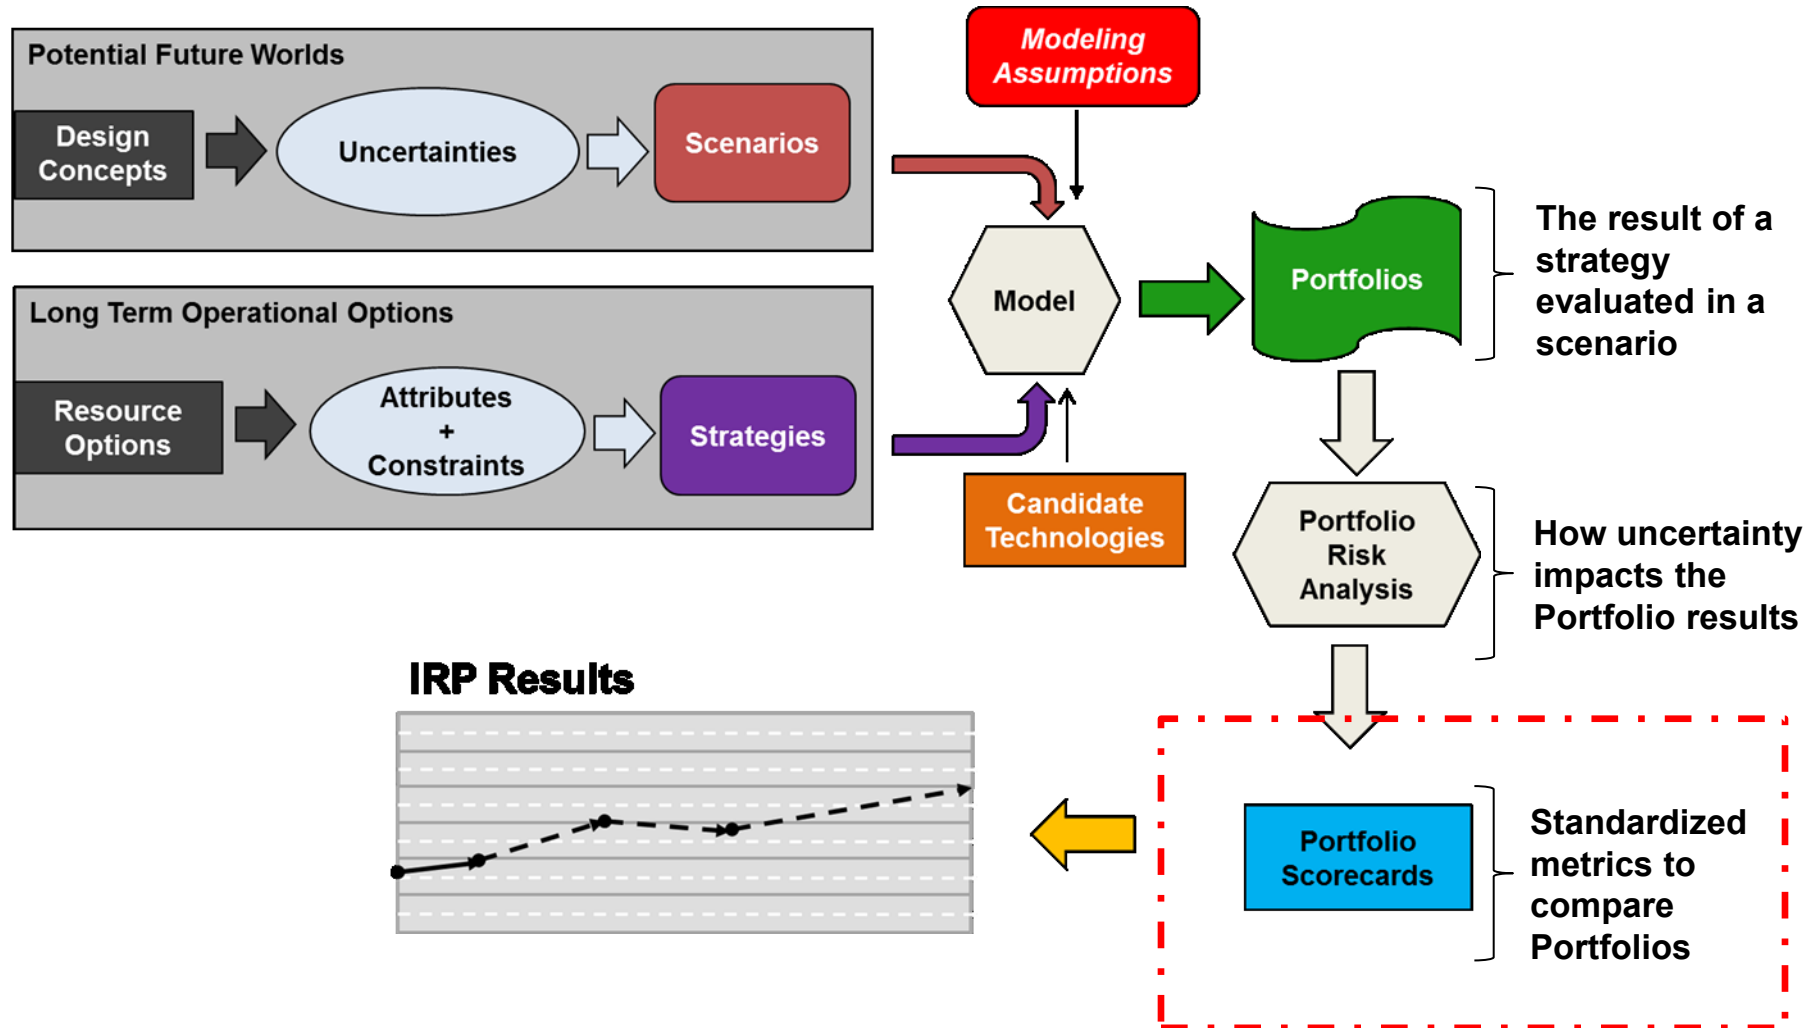 Potential Future Worlds
Design
Concepts
Uncertainties
Scenarios
Modeling
Assumptions
Long Term Operational Options
Resource
Options
Attributes
+
Constraints
Strategies
Model
Candidate
Technologies
Portfolios
The result of a
strategy
evaluated in a
scenario
Portfolio
Risk
Analysis
How uncertainty
impacts the
Portfolio results
Portfolio
Scorecards
Standardized
metrics to
compare
Portfolios
IRP Results